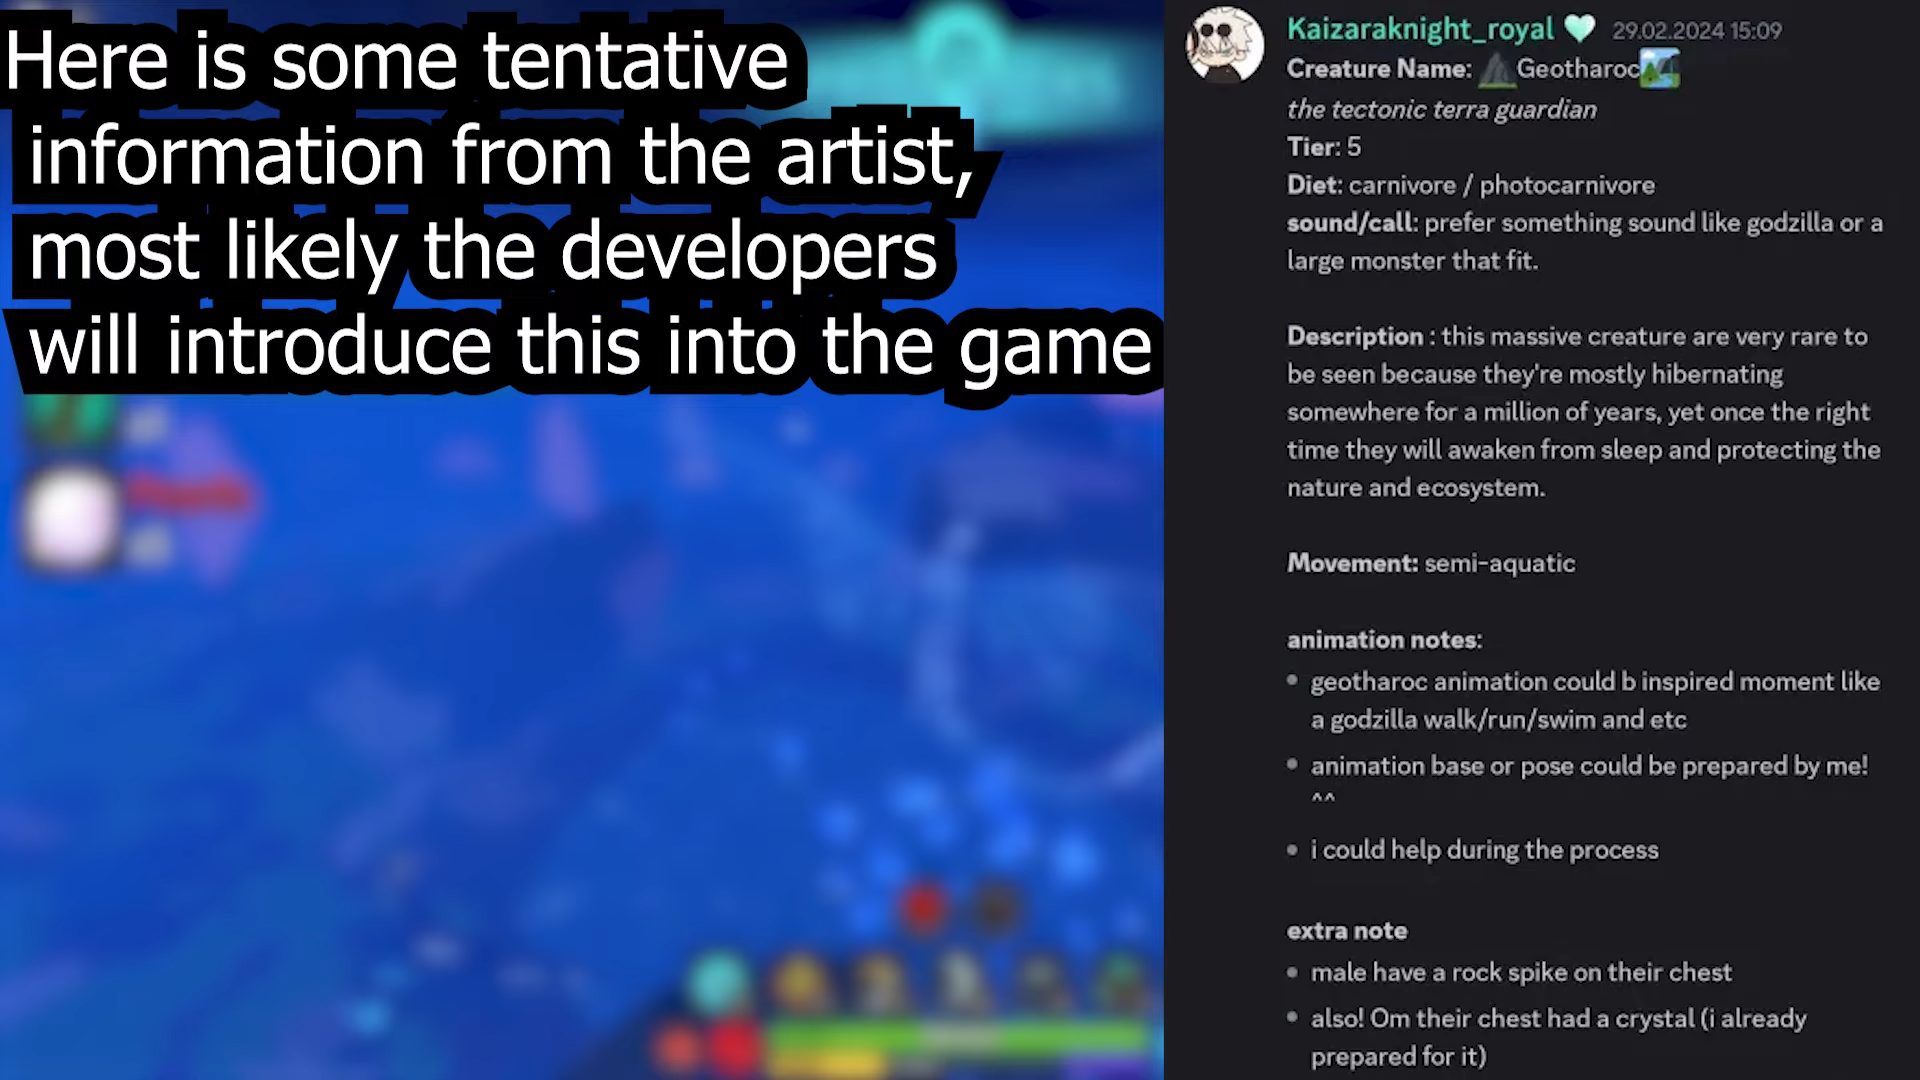 Here is some tentative
information from the artist,
most likely the developers
will introduce this into the game
Kaizaraknight_royal 29.02.2024 15:09
Creature Name: Geotharoc
the tectonic terra guardian
Tier: 5
Diet: carnivore / photocarnivore
sound/call: prefer something sound like godzilla or a
large monster that fit.
Description : this massive creature are very rare to
be seen because they're mostly hibernating
somewhere for a million of years, yet once the right
time they will awaken from sleep and protecting the
nature and ecosystem.
Movement: semi-aquatic
animation notes:
• geotharoc animation could b inspired moment like
a godzilla walk/run/swim and etc
• animation base or pose could be prepared by me!
^^
• i could help during the process
extra note
• male have a rock spike on their chest
• also! Om their chest had a crystal (i already
prepared for it)